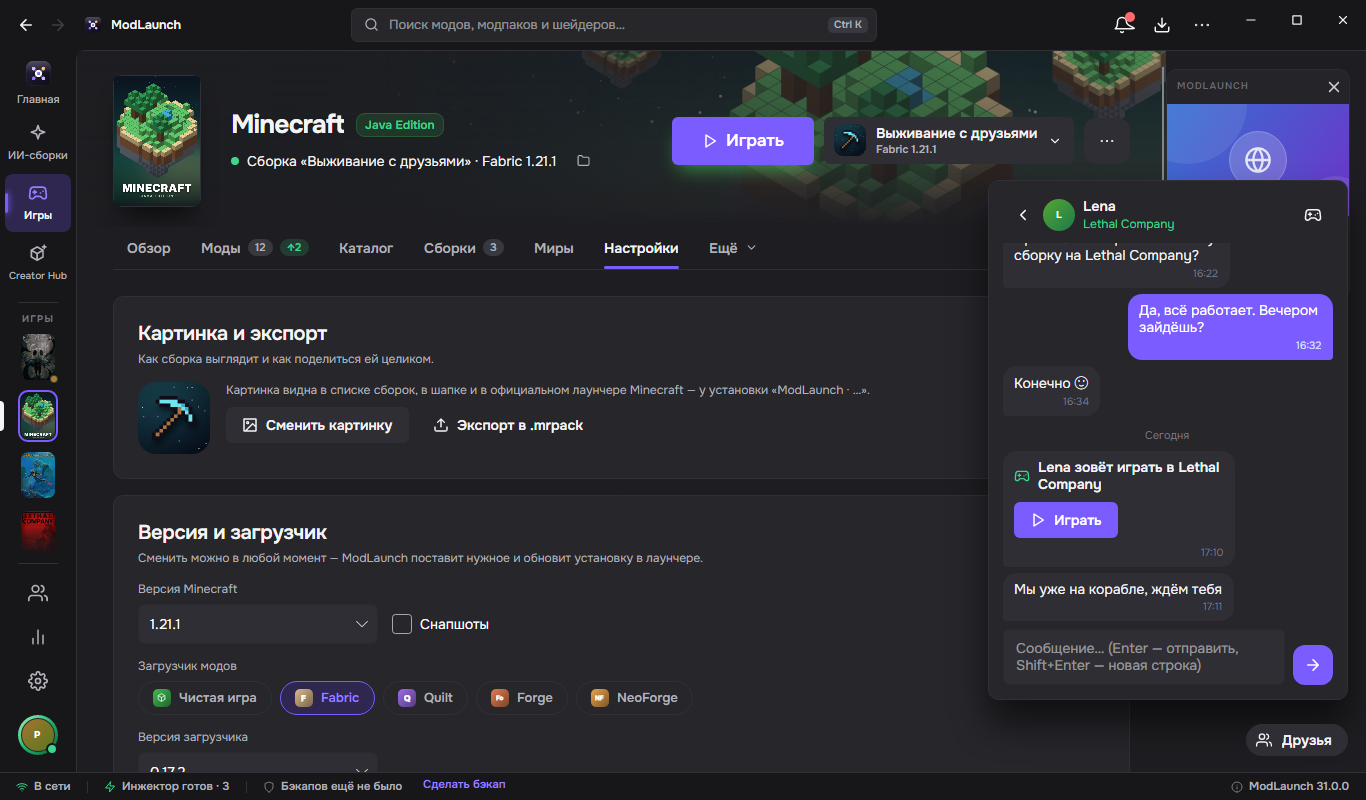 ModLaunch
Поиск модов, модпаков и шейдеров...
Ctrl K
Главная
ИИ-сборки
Игры
Creator Hub
ИГРЫ
MINECRAFT
Minecraft
Java Edition
Сборка «Выживание с друзьями» · Fabric 1.21.1
Играть
Выживание с друзьями
Fabric 1.21.1
MODLAUNCH
Обзор
Моды 12 2
Каталог
Сборки 3
Миры
Настройки
Ещё
Картинка и экспорт
Как сборка выглядит и как поделиться ей целиком.
Картинка видна в списке сборок, в шапке и в официальном лаунчере Minecraft — у установки «ModLaunch · ...».
Сменить картинку
Экспорт в .mrpack
Версия и загрузчик
Сменить можно в любой момент — ModLaunch поставит нужное и обновит установку в лаунчере.
Версия Minecraft
1.21.1
Снапшоты
Загрузчик модов
Чистая игра
F Fabric
Q Quilt
Fo Forge
NF NeoForge
Версия загрузчика
0.17.2
L
Lena
Lethal Company
сборку на Lethal Company?
16:22
Да, всё работает. Вечером
зайдёшь?
16:32
Конечно
16:34
Сегодня
Lena зовёт играть в Lethal
Company
Играть
17:10
Мы уже на корабле, ждём тебя
17:11
Сообщение... (Enter — отправить,
Shift+Enter — новая строка)
Друзья
P
В сети
Инжектор готов · 3
Бэкапов ещё не было
Сделать бэкап
ModLaunch 31.0.0